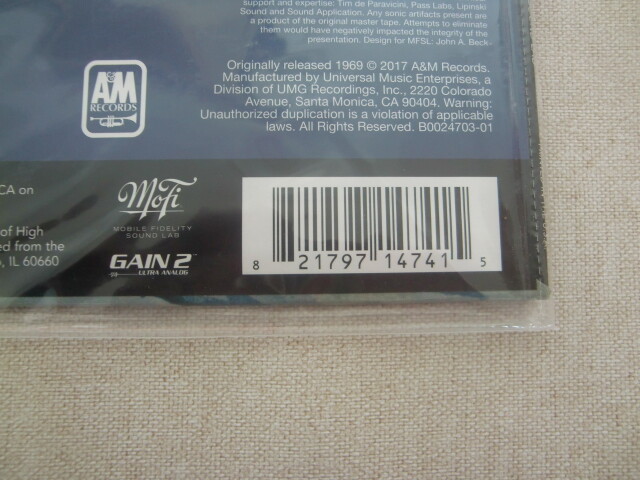 support and expertise: Tim de Paravicini, Pass Labs, Lipinski
Sound and Sound Application. Any sonic artifacts present are
a product of the original master tape. Attempts to eliminate
them would have negatively impacted the integrity of the
presentation. Design for MFSL: John A. Beck
Originally released 1969 © 2017 A&M Records.
Manufactured by Universal Music Enterprises, a
Division of UMG Recordings, Inc., 2220 Colorado
Avenue, Santa Monica, CA 90404. Warning:
Unauthorized duplication is a violation of applicable
laws. All Rights Reserved. B0024703-01
A&M
RECORDS
CA on
of High
ed from the
, IL 60660
MoFi
MOBILE FIDELITY
SOUND LAB
GAIN 2™
ULTRA ANALOG
8 21797 14741 5